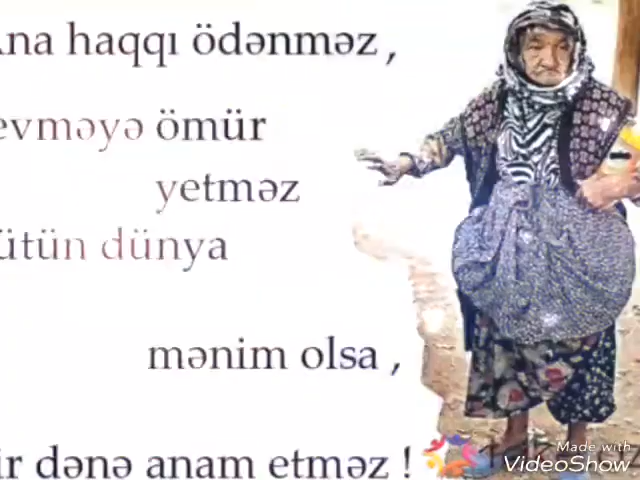 na haqqı ödənməz ,
evməyə ömür
yetməz
ütün dünya
mənim olsa ,
ir dənə anam etməz !
Made with
VideoShow